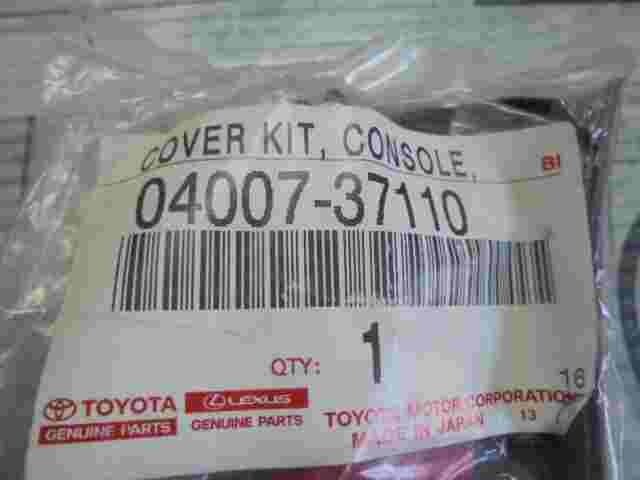 COVER KIT, CONSOLE,
BI
04007-37110
QTY: 1
16
TOYOTA
GENUINE PARTS
LEXUS
GENUINE PARTS
TOYOTA MOTOR CORPORATION
MADE IN JAPAN 13